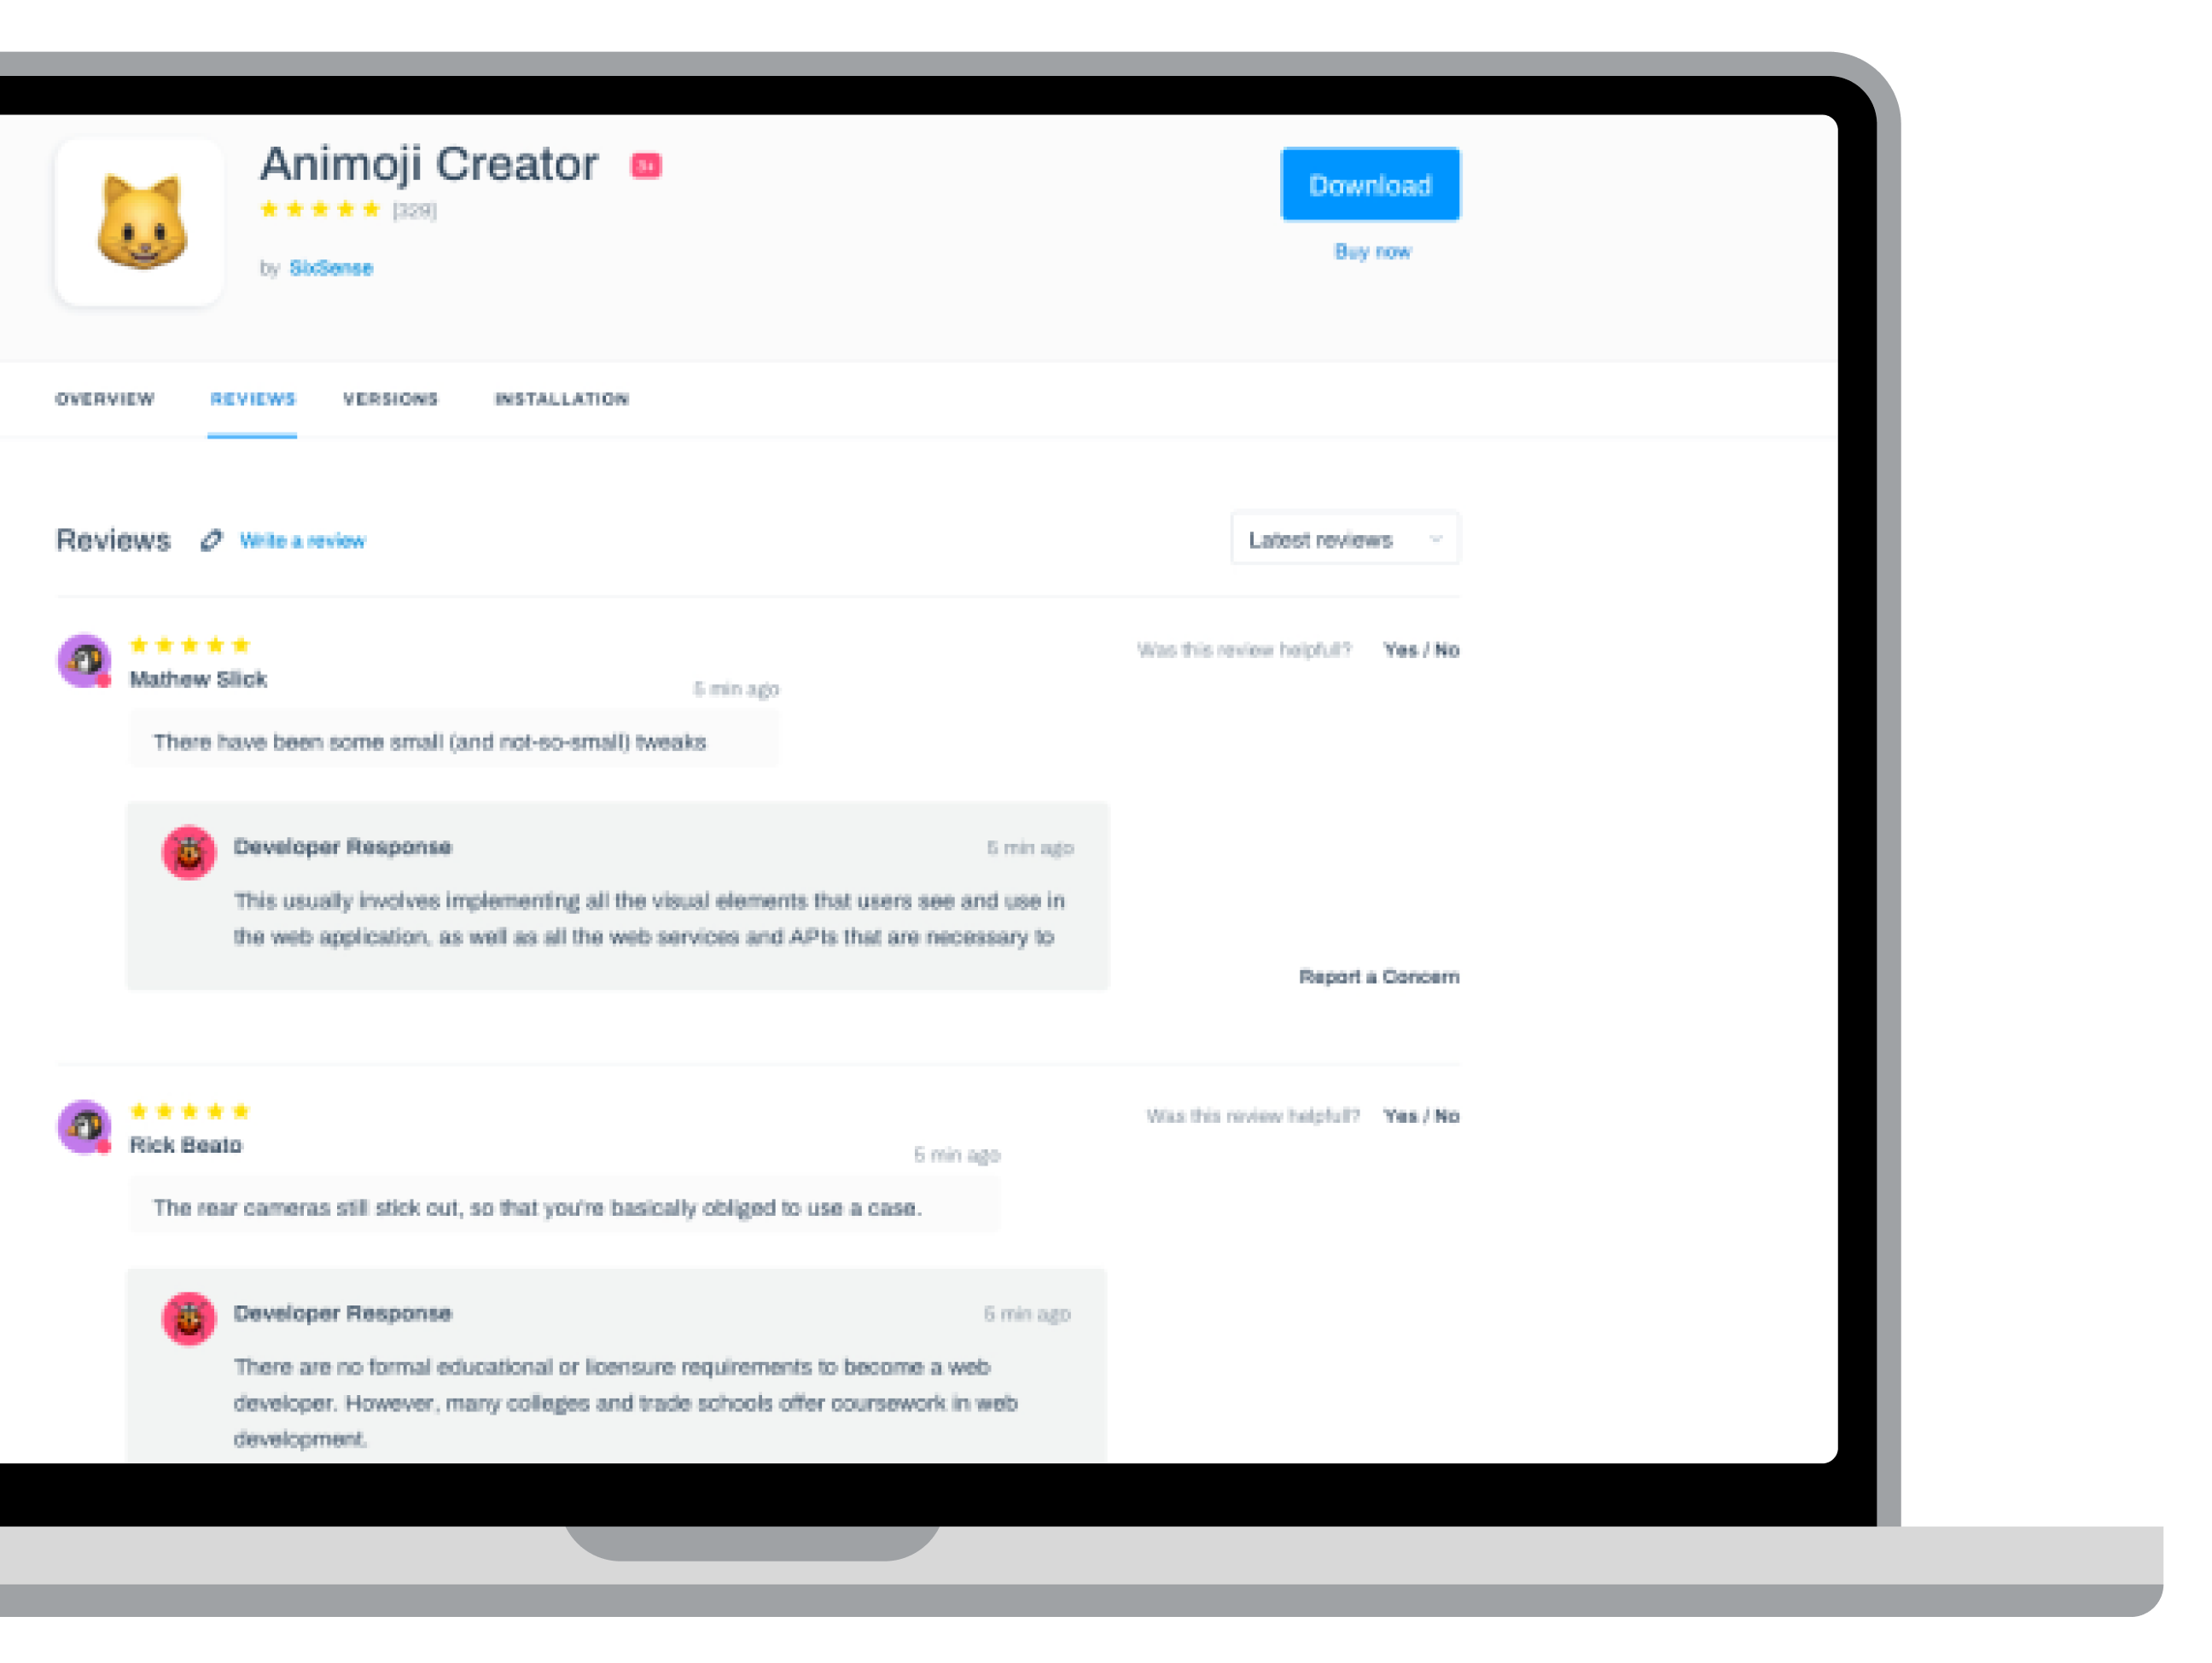 Animoji Creator
[329]
by SixSense
Download
Buy now
OVERVIEW REVIEWS VERSIONS INSTALLATION
Reviews Write a review
Latest reviews
Was this review helpfull? Yes / No
Mathew Slick
5 min ago
There have been some small (and not-so-small) tweaks
Developer Response
5 min ago
This usually involves implementing all the visual elements that users see and use in
the web application, as well as all the web services and APIs that are necessary to
Report a Concern
Was this review helpfull? Yes / No
Rick Beato
5 min ago
The rear cameras still stick out, so that you're basically obliged to use a case.
Developer Response
5 min ago
There are no formal educational or licensure requirements to become a web
developer. However, many colleges and trade schools offer coursework in web
development.